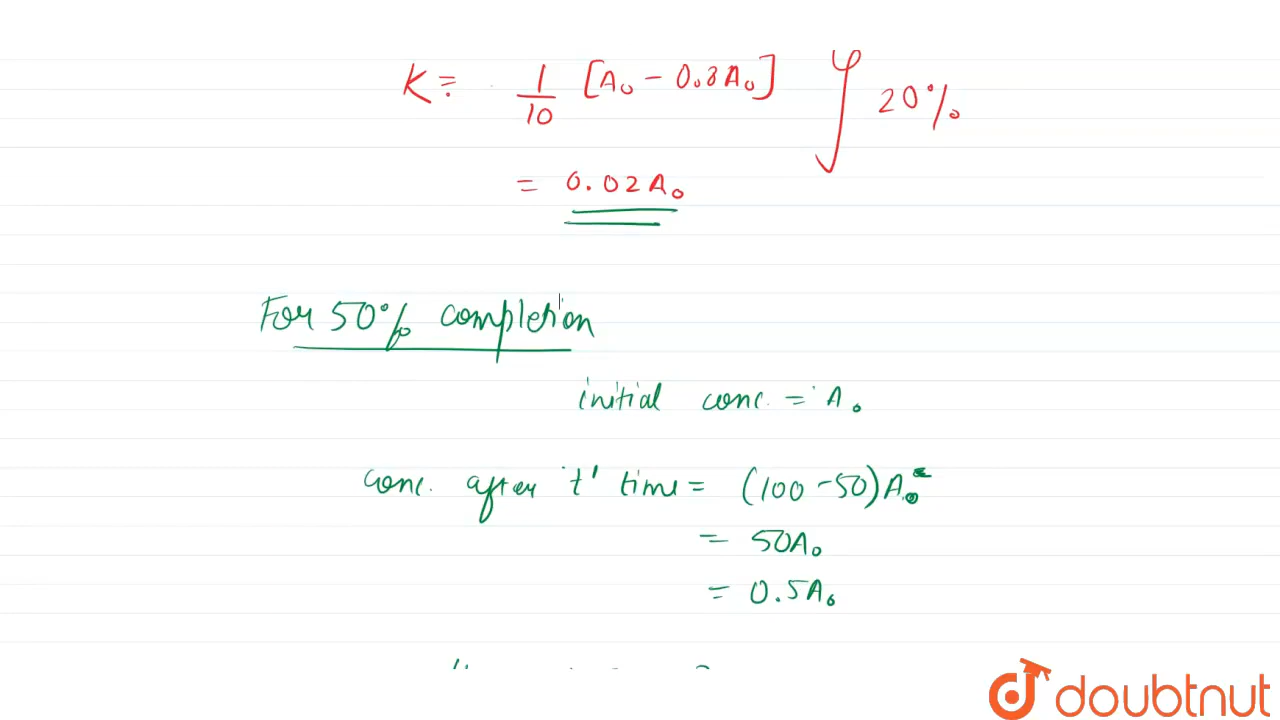 K = 1/10 [A₀ - 0.8A₀] } 20%
= 0.02A₀
For 50% completion
initial conc. = A₀
conc. after 't' time = (100-50)A₀
= 50A₀
= 0.5A₀
doubtnut